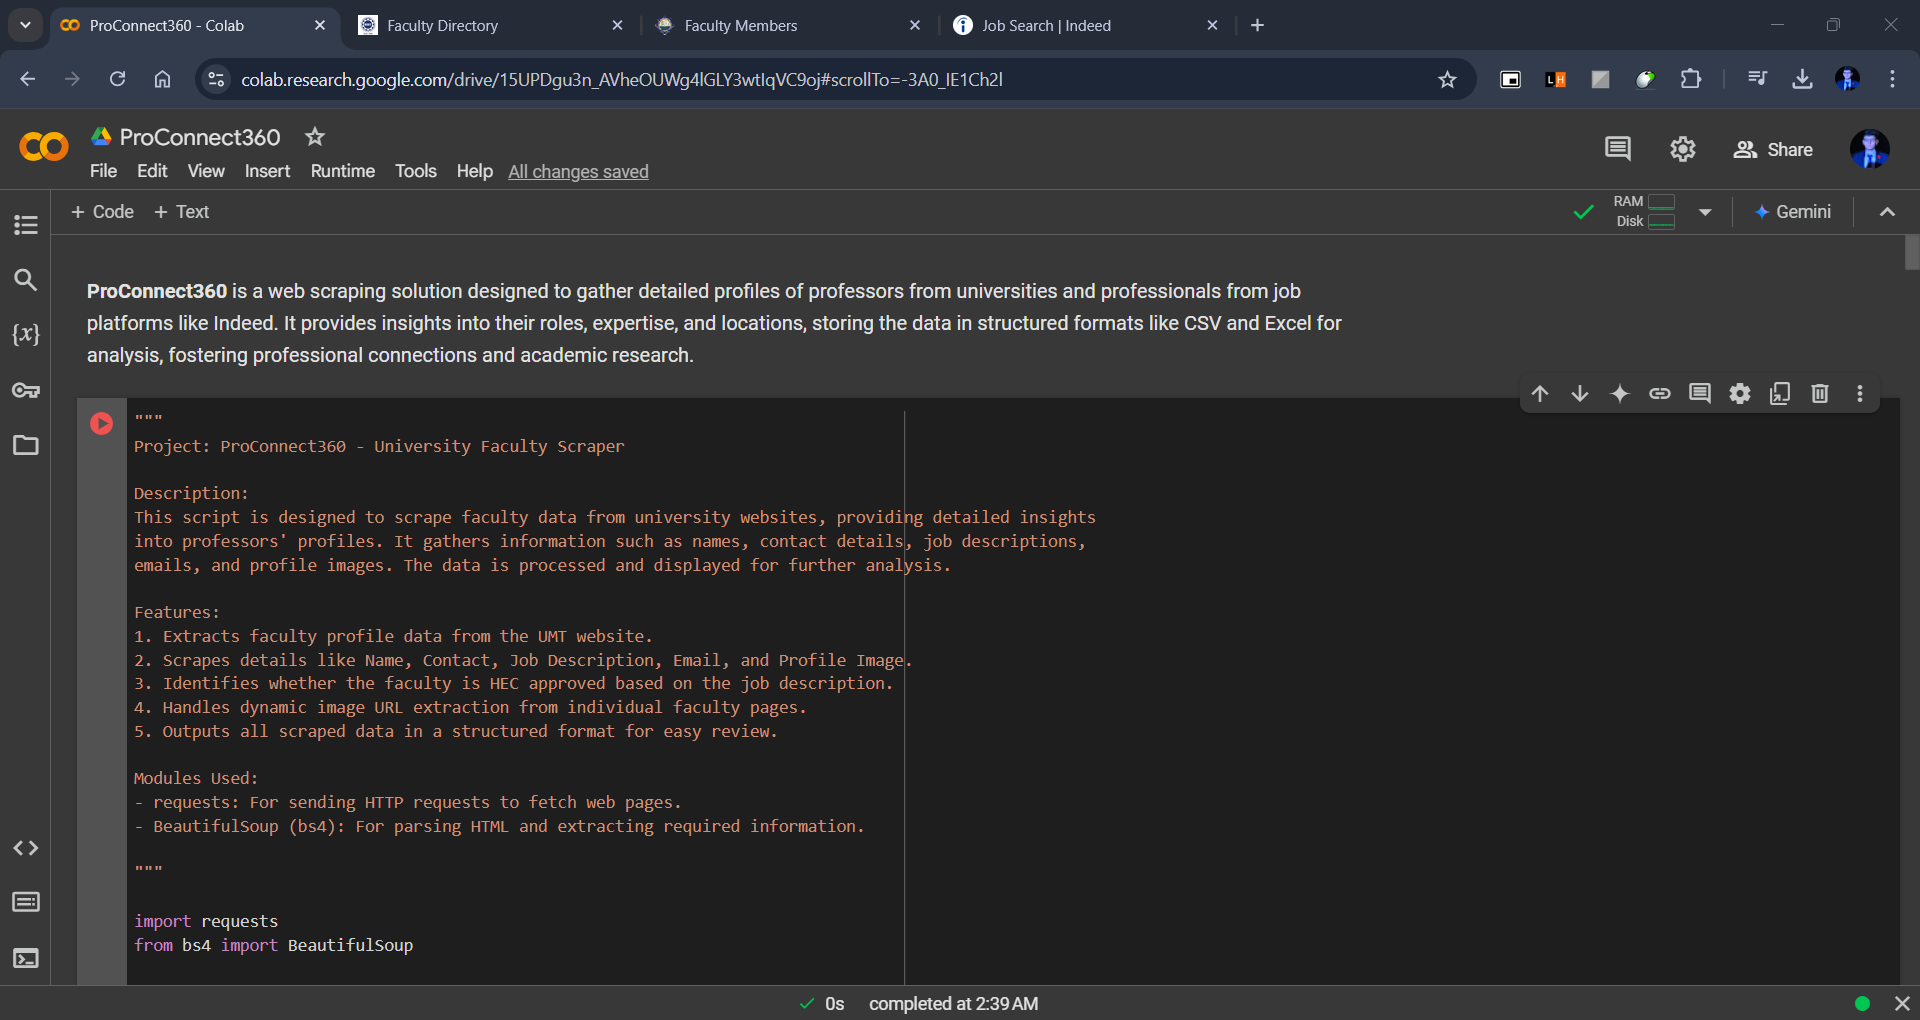 ProConnect360 - Colab
Faculty Directory
Faculty Members
Job Search | Indeed
colab.research.google.com/drive/15UPDgu3n_AVheOUWg4lGLY3wtIqVC9oj#scrollTo=-3A0_IE1Ch2l
LH
ProConnect360
File Edit View Insert Runtime Tools Help All changes saved
Share
+ Code + Text
RAM
Disk
Gemini
ProConnect360 is a web scraping solution designed to gather detailed profiles of professors from universities and professionals from job
platforms like Indeed. It provides insights into their roles, expertise, and locations, storing the data in structured formats like CSV and Excel for
analysis, fostering professional connections and academic research.
"""
Project: ProConnect360 - University Faculty Scraper
Description:
This script is designed to scrape faculty data from university websites, providing detailed insights
into professors' profiles. It gathers information such as names, contact details, job descriptions,
emails, and profile images. The data is processed and displayed for further analysis.
Features:
1. Extracts faculty profile data from the UMT website.
2. Scrapes details like Name, Contact, Job Description, Email, and Profile Image.
3. Identifies whether the faculty is HEC approved based on the job description.
4. Handles dynamic image URL extraction from individual faculty pages.
5. Outputs all scraped data in a structured format for easy review.
Modules Used:
- requests: For sending HTTP requests to fetch web pages.
- BeautifulSoup (bs4): For parsing HTML and extracting required information.
"""
import requests
from bs4 import BeautifulSoup
0s completed at 2:39 AM